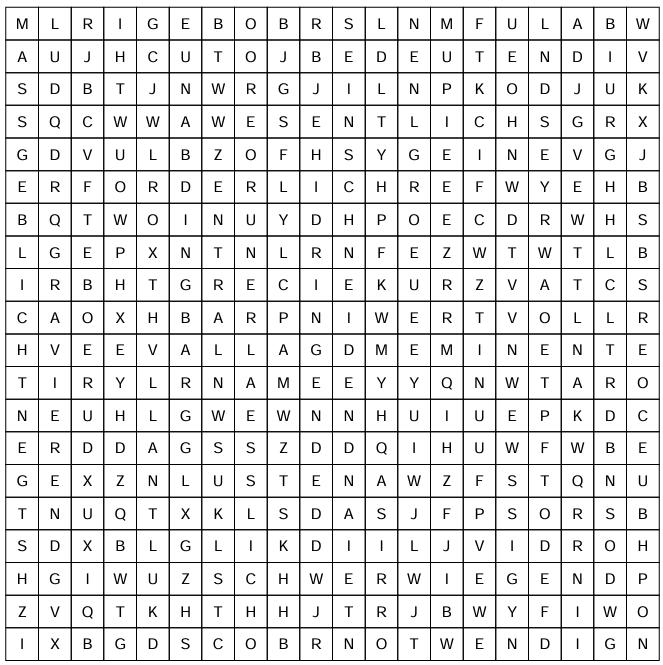 M L R I G E B O B R S L N M F U L A B W
A U J H C U T O J B E D E U T E N D I V
S D B T J N W R G J I L N P K O D J U K
S Q C W W A W E S E N T L I C H S G R X
G D V U L B Z O F H S Y G E I N E V G J
E R F O R D E R L I C H R E F W Y E H B
B Q T W O I N U Y D H P O E C D R W H S
L G E P X N T N L R N F E Z W T W T L B
I R B H T G R E C I E K U R Z V A T C S
C A O X H B A R P N I W E R T V O L L R
H V E E V A L L A G D M E M I N E N T E
T I R Y L R N A M E E Y Y Q N W T A R O
N E U H L G W E W N N H U I U E P K D C
E R D D A G S S Z D D Q I H U W F W B E
G E X Z N L U S T E N A W Z F S T Q N U
T N U Q T X K L S D A S J F P S O R S B
S D X B L G L I K D I I L J V I D R O H
H G I W U Z S C H W E R W I E G E N D P
Z V Q T K H T H H J T R J B W Y F I W O
I X B G D S C O B R N O T W E N D I G N